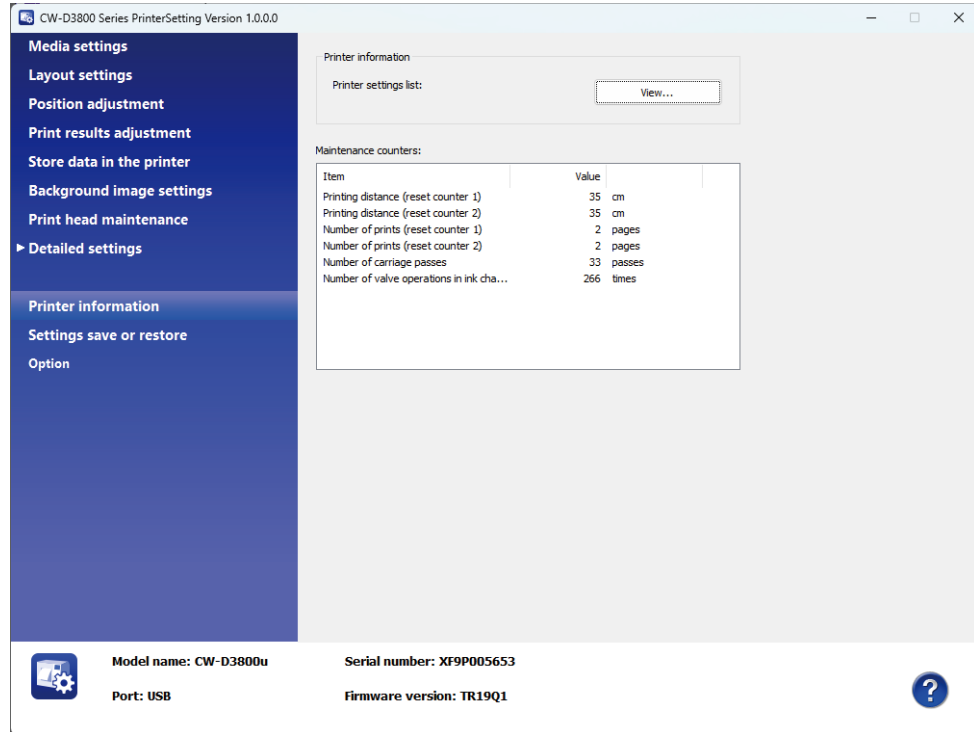 CW-D3800 Series PrinterSetting Version 1.0.0.0
Media settings
Layout settings
Position adjustment
Print results adjustment
Store data in the printer
Background image settings
Print head maintenance
Detailed settings
Printer information
Settings save or restore
Option
Printer information
Printer settings list:
View...
Maintenance counters:
Item Value
Printing distance (reset counter 1) 35 cm
Printing distance (reset counter 2) 35 cm
Number of prints (reset counter 1) 2 pages
Number of prints (reset counter 2) 2 pages
Number of carriage passes 33 passes
Number of valve operations in ink cha... 266 times
Model name: CW-D3800u Serial number: XF9P005653
Port: USB Firmware version: TR19Q1
?